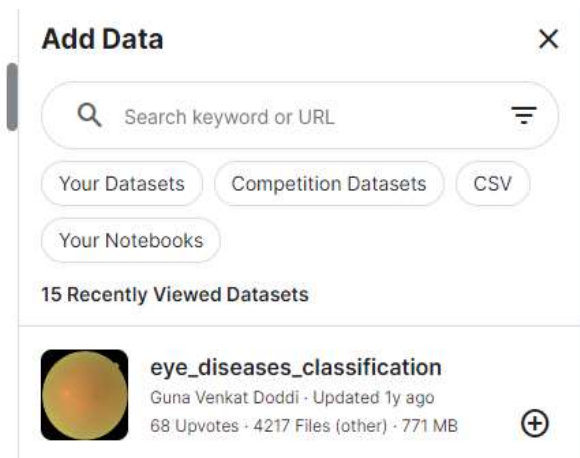 Add Data
Search keyword or URL
Your Datasets
Competition Datasets
CSV
Your Notebooks
15 Recently Viewed Datasets
eye_diseases_classification
Guna Venkat Doddi · Updated 1y ago
68 Upvotes · 4217 Files (other) · 771 MB